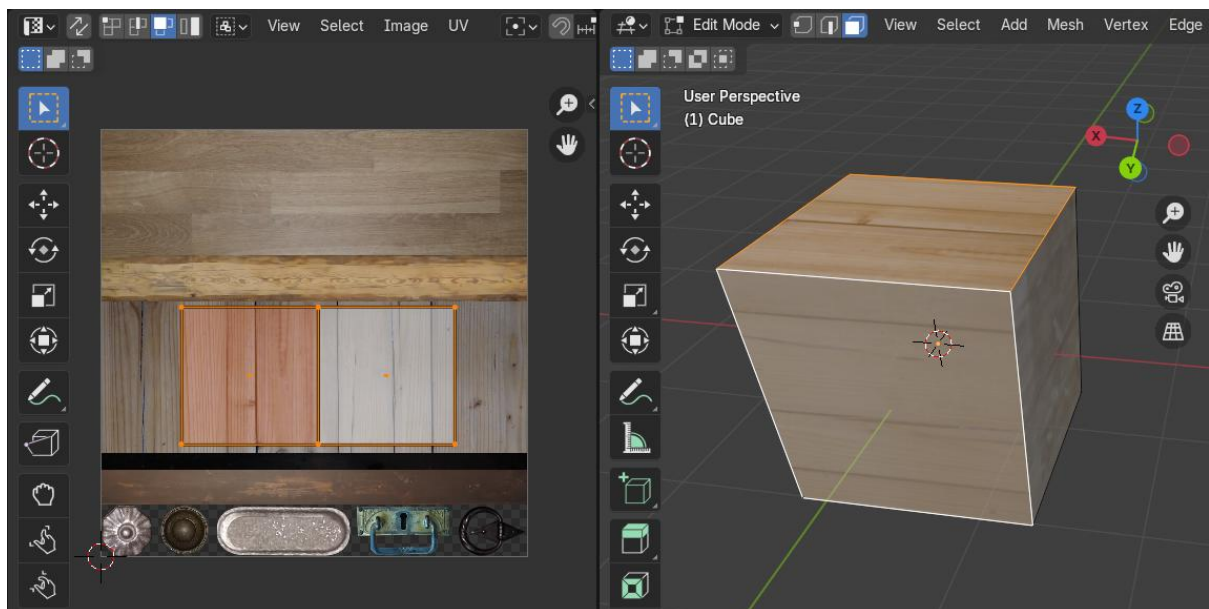 View Select Image UV
Edit Mode View Select Add Mesh Vertex Edge
User Perspective
(1) Cube
Z
X
Y